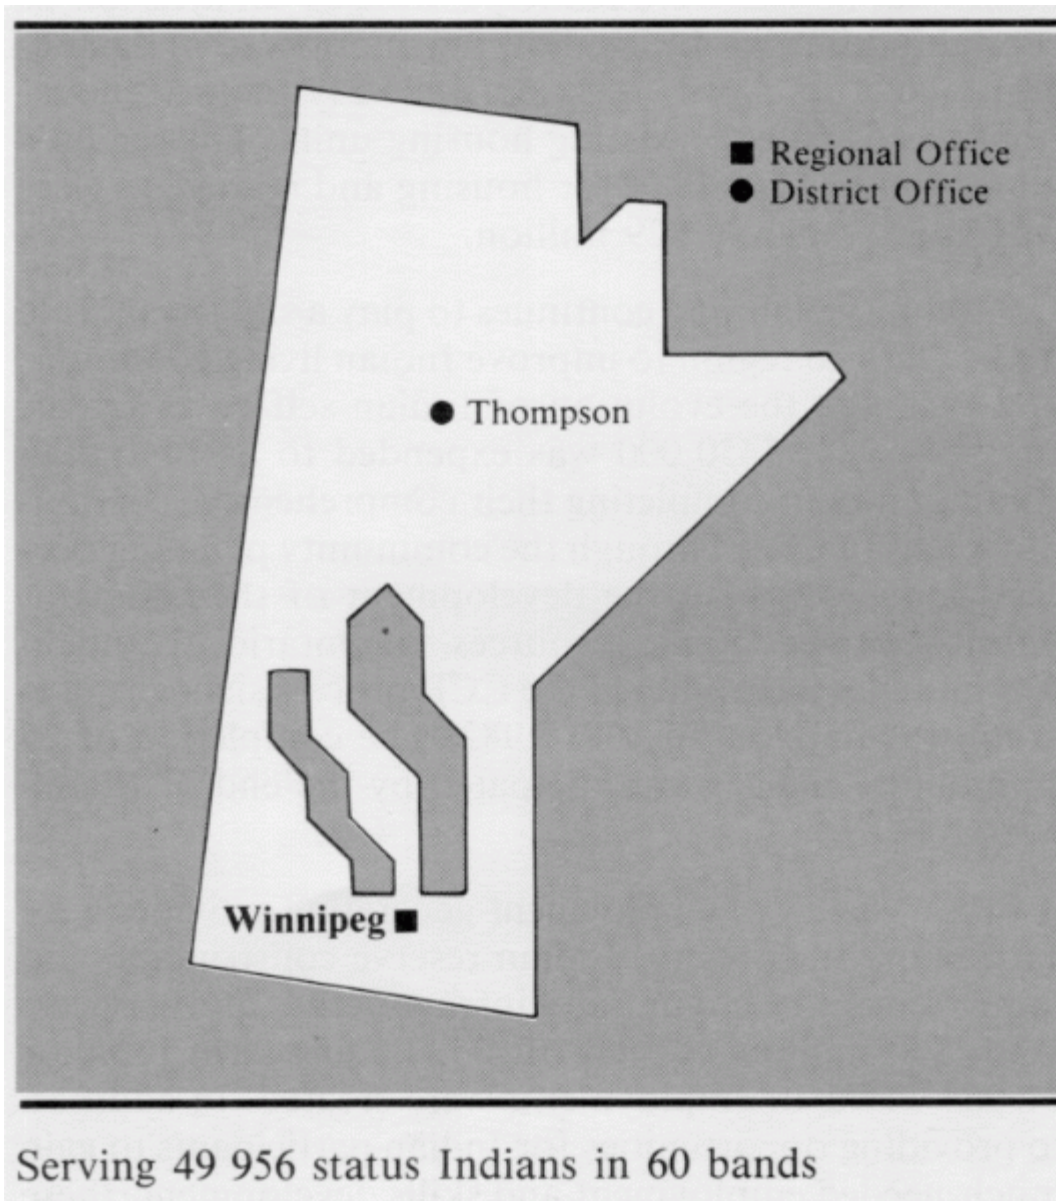 ■ Regional Office
● District Office
● Thompson
Winnipeg ■
Serving 49 956 status Indians in 60 bands